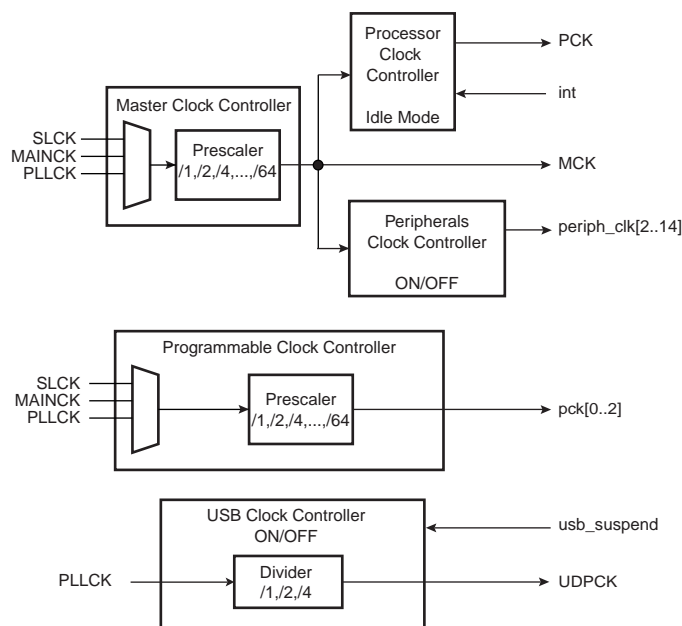 Processor
Clock
Controller
Idle Mode
PCK
int
Master Clock Controller
SLCK
MAINCK
PLLCK
Prescaler
/1,/2,/4,...,/64
MCK
Peripherals
Clock Controller
ON/OFF
periph_clk[2..14]
Programmable Clock Controller
SLCK
MAINCK
PLLCK
Prescaler
/1,/2,/4,...,/64
pck[0..2]
USB Clock Controller
ON/OFF
usb_suspend
PLLCK
Divider
/1,/2,/4
UDPCK